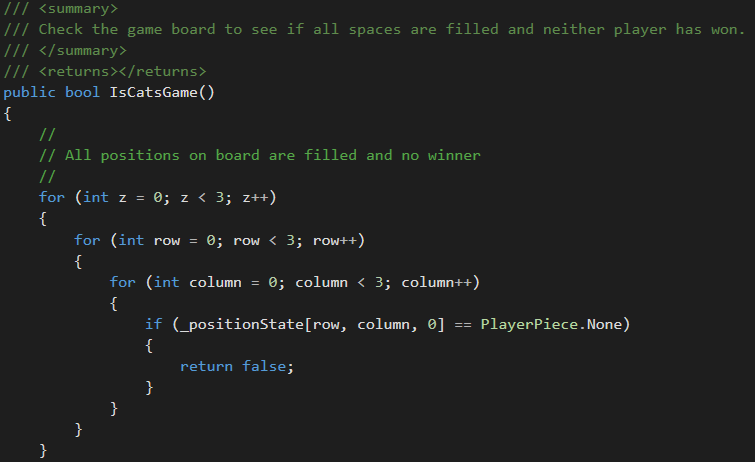 /// <summary>
/// Check the game board to see if all spaces are filled and neither player has won.
/// </summary>
/// <returns></returns>
public bool IsCatsGame()
{
    //
    // All positions on board are filled and no winner
    //
    for (int z = 0; z < 3; z++)
    {
        for (int row = 0; row < 3; row++)
        {
            for (int column = 0; column < 3; column++)
            {
                if (_positionState[row, column, 0] == PlayerPiece.None)
                {
                    return false;
                }
            }
        }
    }